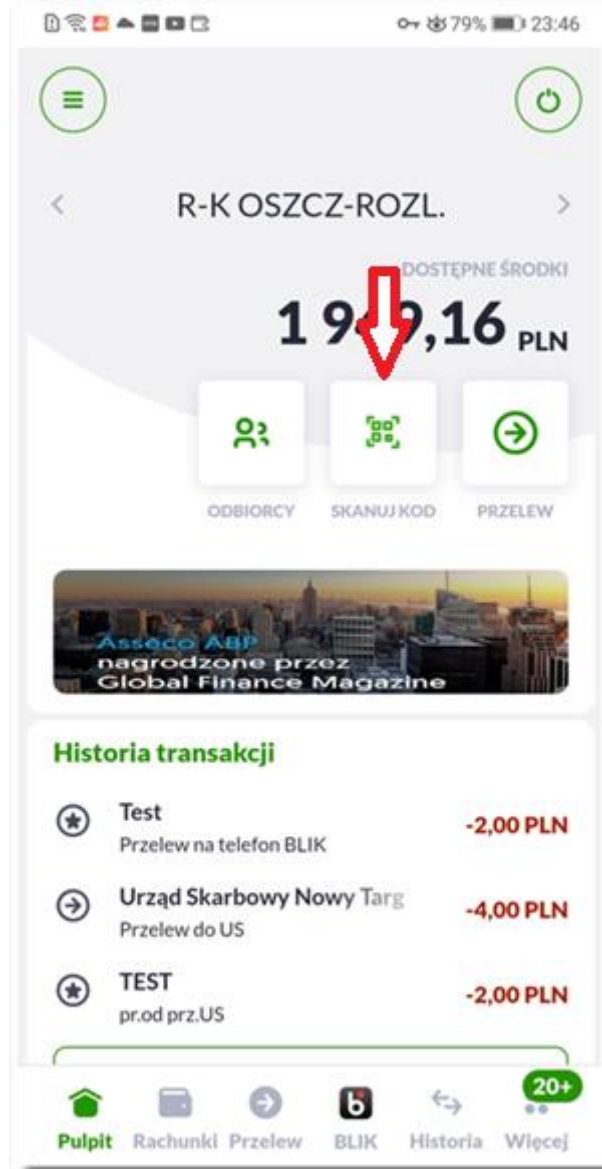 79% 23:46
R-K OSZCZ-ROZL.
DOSTĘPNE ŚRODKI
,16 PLN
ODBIORCY SKANUJ KOD PRZELEW
Asseco ABP
nagrodzone przez
Global Finance Magazine
Historia transakcji
Test
-2,00 PLN
Przelew na telefon BLIK
Urząd Skarbowy Nowy Targ
-4,00 PLN
Przelew do US
TEST
-2,00 PLN
pr.od prz.US
20+
Pulpit Rachunki Przelew BLIK Historia Więcej